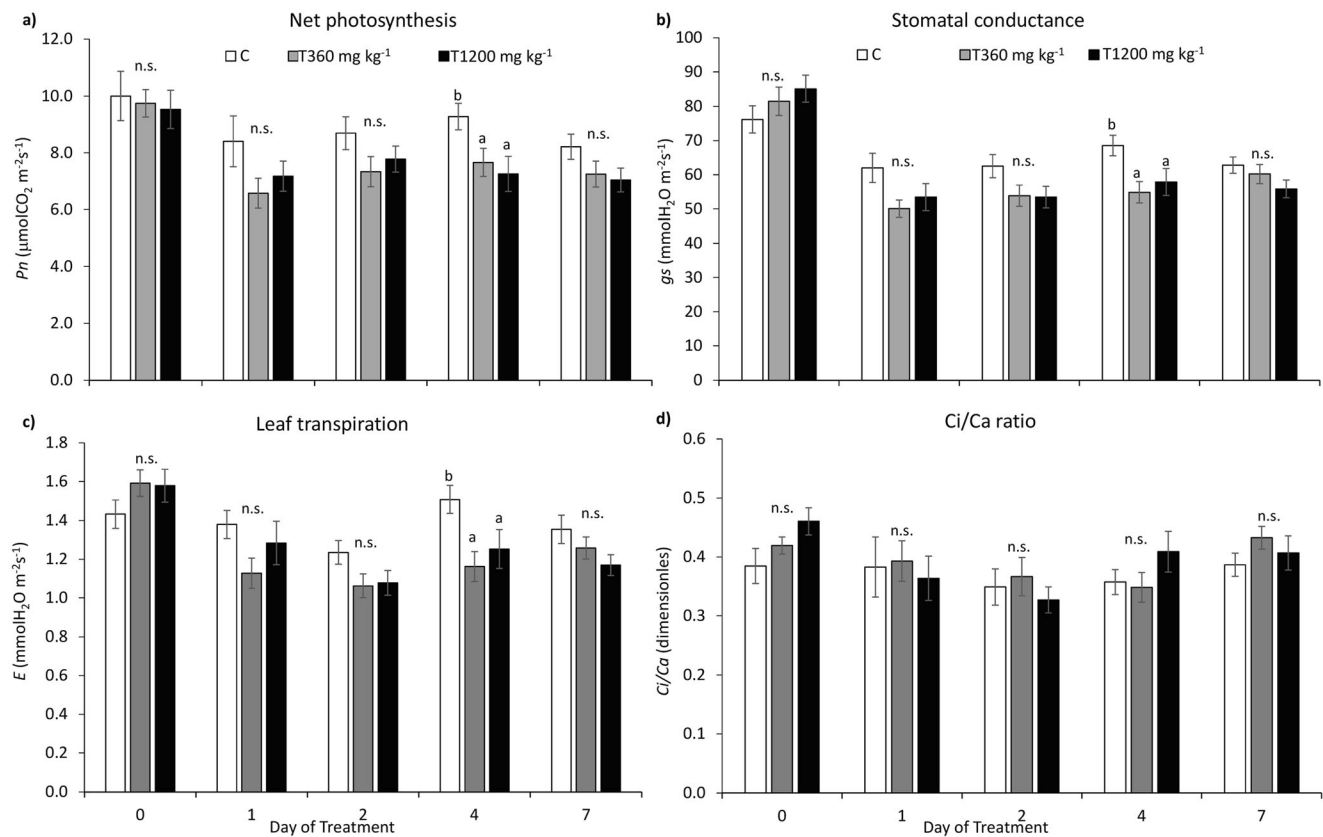 a) Net photosynthesis
12.0
10.0
8.0
6.0
4.0
2.0
0.0
Pn (μmolCO₂ m⁻²s⁻¹)
C T360 mg kg⁻¹ T1200 mg kg⁻¹
n.s. n.s. n.s. b a a n.s.
b) Stomatal conductance
100
90
80
70
60
50
40
30
20
10
0
gs (mmolH₂O m⁻²s⁻¹)
C T360 mg kg⁻¹ T1200 mg kg⁻¹
n.s. n.s. n.s. b a a n.s.
c) Leaf transpiration
1.8
1.6
1.4
1.2
1.0
0.8
0.6
0.4
0.2
0.0
E (mmolH₂O m⁻²s⁻¹)
n.s. n.s. n.s. b a a n.s.
0 1 2 4 7
Day of Treatment
d) Ci/Ca ratio
0.6
0.5
0.4
0.3
0.2
0.1
0.0
Ci/Ca (dimensionles)
n.s. n.s. n.s. n.s. n.s.
0 1 2 4 7
Day of Treatment